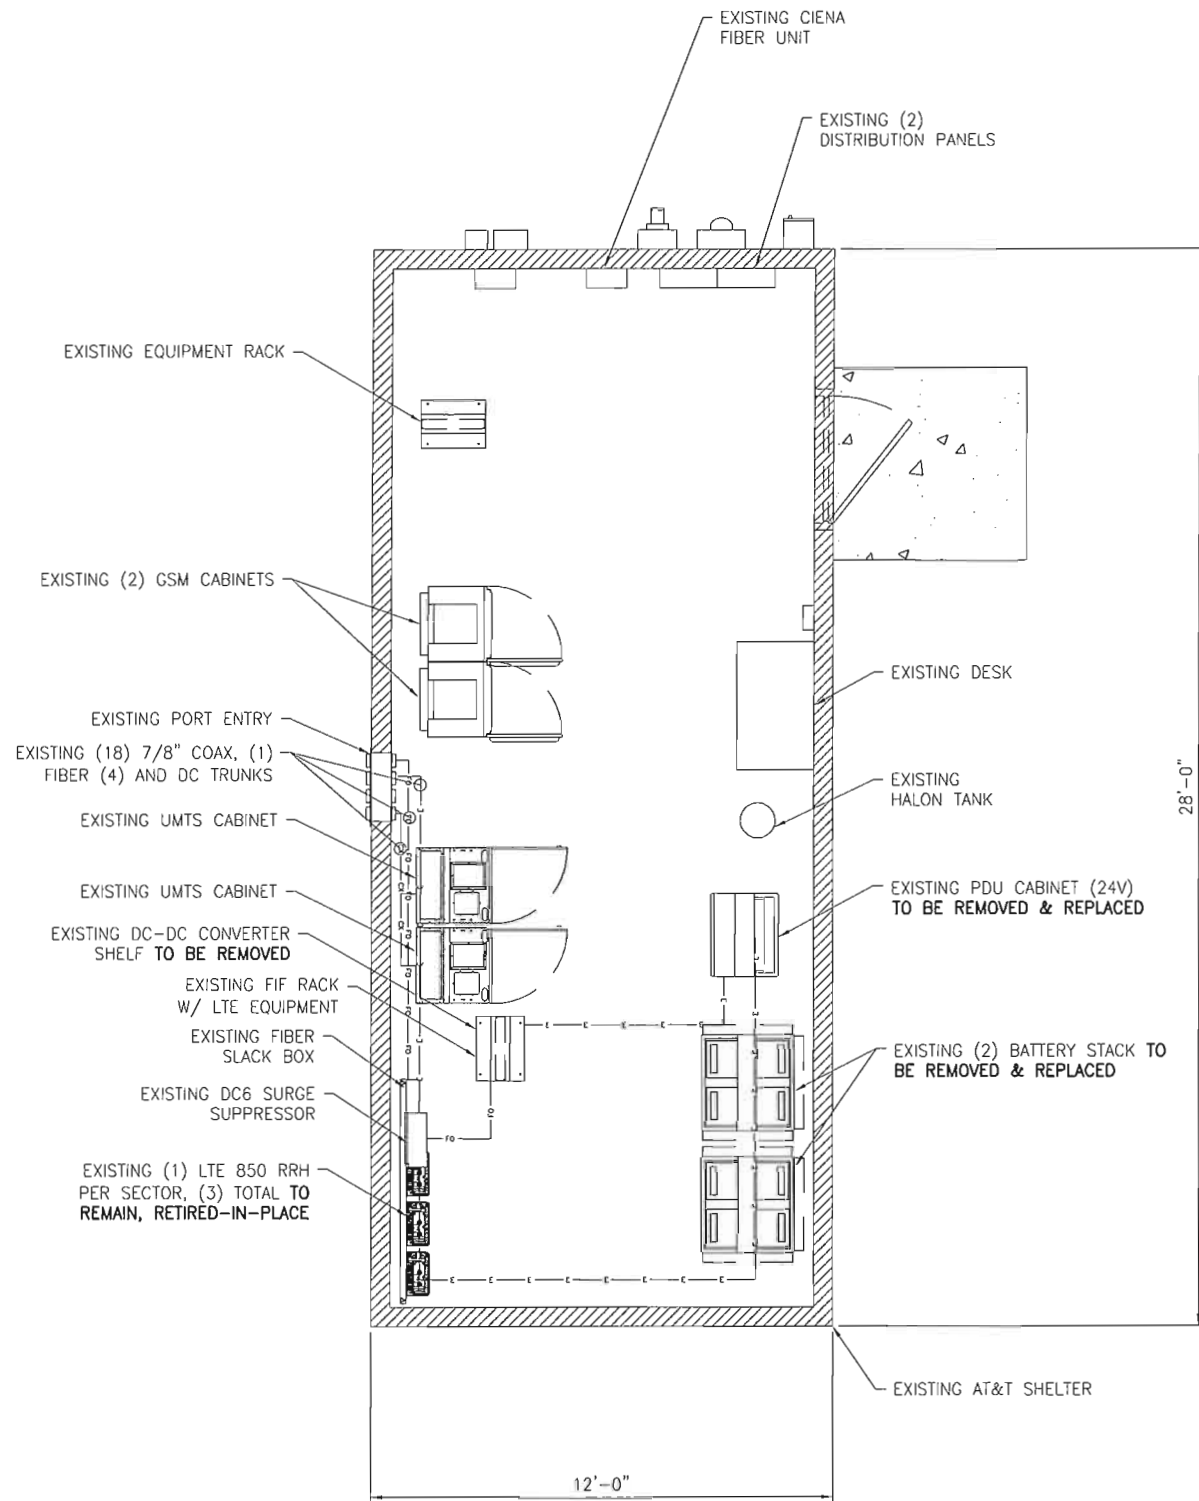 EXISTING CIENA
FIBER UNIT
EXISTING (2)
DISTRIBUTION PANELS
EXISTING EQUIPMENT RACK
EXISTING (2) GSM CABINETS
EXISTING DESK
EXISTING PORT ENTRY
EXISTING (18) 7/8" COAX, (1)
FIBER (4) AND DC TRUNKS
EXISTING
HALON TANK
28'-0"
EXISTING UMTS CABINET
EXISTING UMTS CABINET
EXISTING PDU CABINET (24V)
TO BE REMOVED & REPLACED
EXISTING DC-DC CONVERTER
SHELF TO BE REMOVED
EXISTING FIF RACK
W/ LTE EQUIPMENT
EXISTING FIBER
SLACK BOX
EXISTING (2) BATTERY STACK TO
BE REMOVED & REPLACED
EXISTING DC6 SURGE
SUPPRESSOR
FO
EXISTING (1) LTE 850 RRH
PER SECTOR, (3) TOTAL TO
REMAIN, RETIRED-IN-PLACE
E E E E E E E
EXISTING AT&T SHELTER
12'-0"